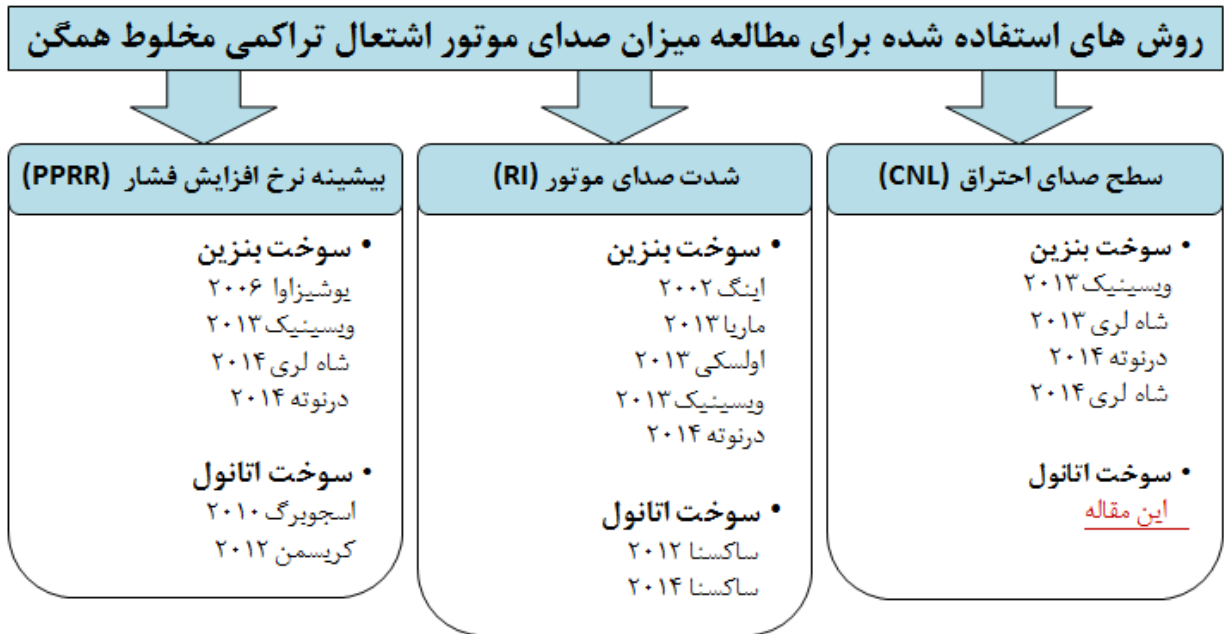 روش های استفاده شده برای مطالعه میزان صدای موتور اشتعال تراکمی مخلوط همگن
سطح صدای احتراق (CNL)
• سوخت بنزین
ویسینیک ۲۰۱۳
شاه لری ۲۰۱۳
درنوته ۲۰۱۴
شاه لری ۲۰۱۴
• سوخت اتانول
این مقاله
شدت صدای موتور (RI)
• سوخت بنزین
اینگ ۲۰۰۲
ماریا ۲۰۱۳
اولسکی ۲۰۱۳
ویسینیک ۲۰۱۳
درنوته ۲۰۱۴
• سوخت اتانول
ساکسنا ۲۰۱۲
ساکسنا ۲۰۱۴
بیشینه نرخ افزایش فشار (PPRR)
• سوخت بنزین
یوشیزاوا ۲۰۰۶
ویسینیک ۲۰۱۳
شاه لری ۲۰۱۴
درنوته ۲۰۱۴
• سوخت اتانول
اسجوبرگ ۲۰۱۰
کریسمن ۲۰۱۲